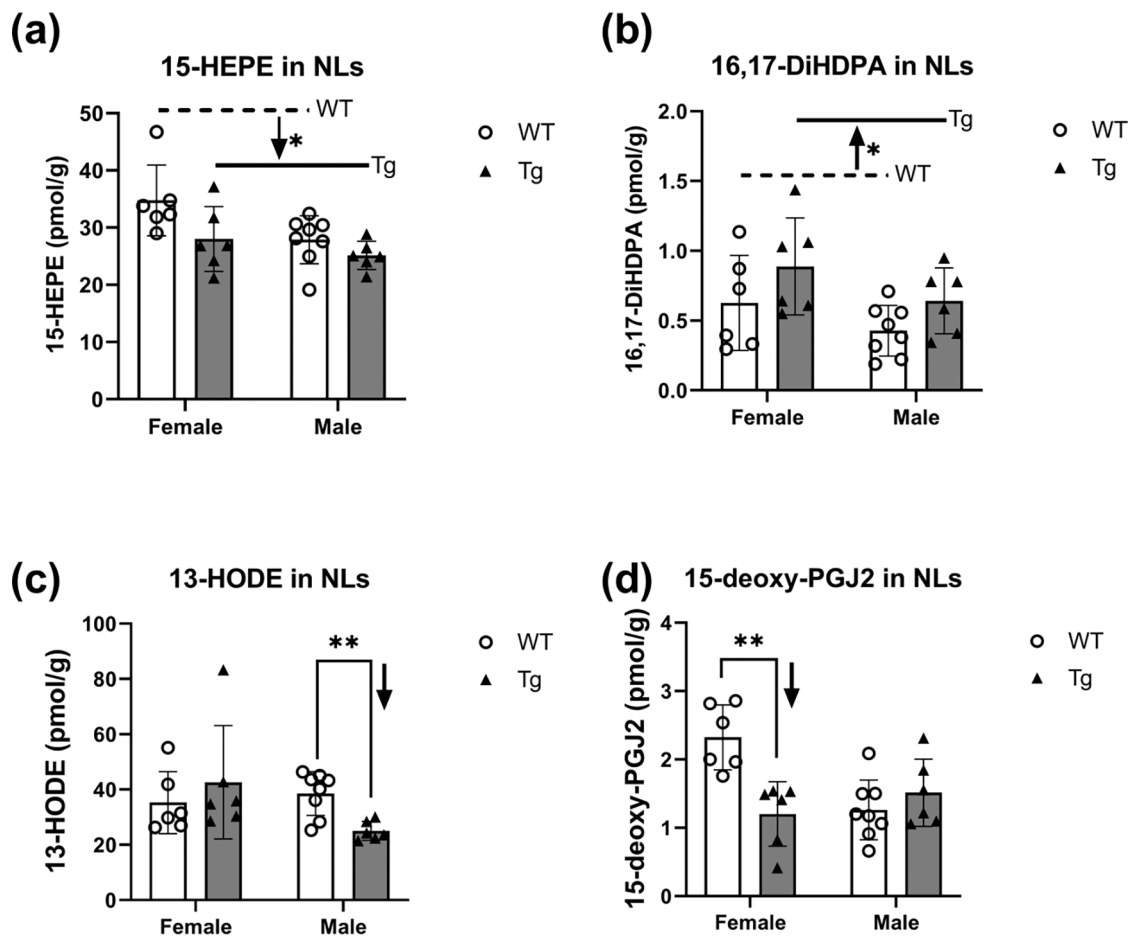 (a)
15-HEPE in NLs
15-HEPE (pmol/g)
50
40
30
20
10
0
WT
*
Tg
Female
Male
WT
Tg
(b)
16,17-DiHDPA in NLs
16,17-DiHDPA (pmol/g)
2.0
1.5
1.0
0.5
0.0
Tg
*
WT
Female
Male
WT
Tg
(c)
13-HODE in NLs
13-HODE (pmol/g)
100
80
60
40
20
0
**
Female
Male
WT
Tg
(d)
15-deoxy-PGJ2 in NLs
15-deoxy-PGJ2 (pmol/g)
4
3
2
1
0
**
Female
Male
WT
Tg